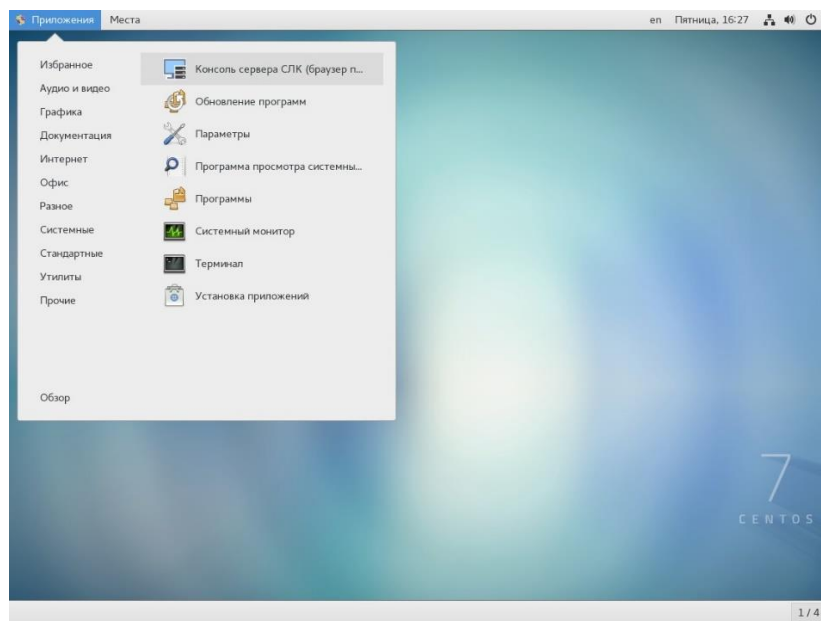 Приложения Места en Пятница, 16:27
Избранное
Аудио и видео
Графика
Документация
Интернет
Офис
Разное
Системные
Стандартные
Утилиты
Прочие
Обзор
Консоль сервера СЛК (браузер п...
Обновление программ
Параметры
Программа просмотра системны...
Программы
Системный монитор
Терминал
Установка приложений
7
CENTOS
1 / 4